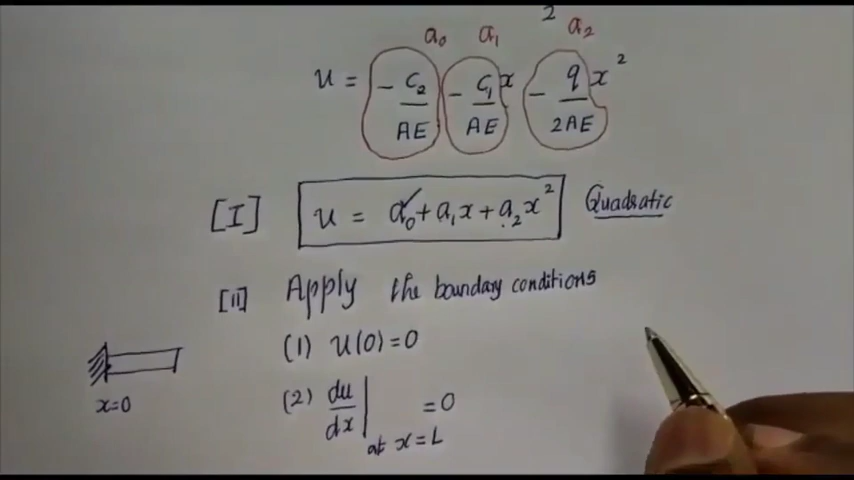 2
a₀ a₁ a₂
u = - C₂/AE - C₁/AE x - q/2AE x²
[I] u = a₀ + a₁x + a₂x² Quadratic
[II] Apply the boundary conditions
(1) u(0) = 0
(2) du/dx | at x = L = 0
x=0